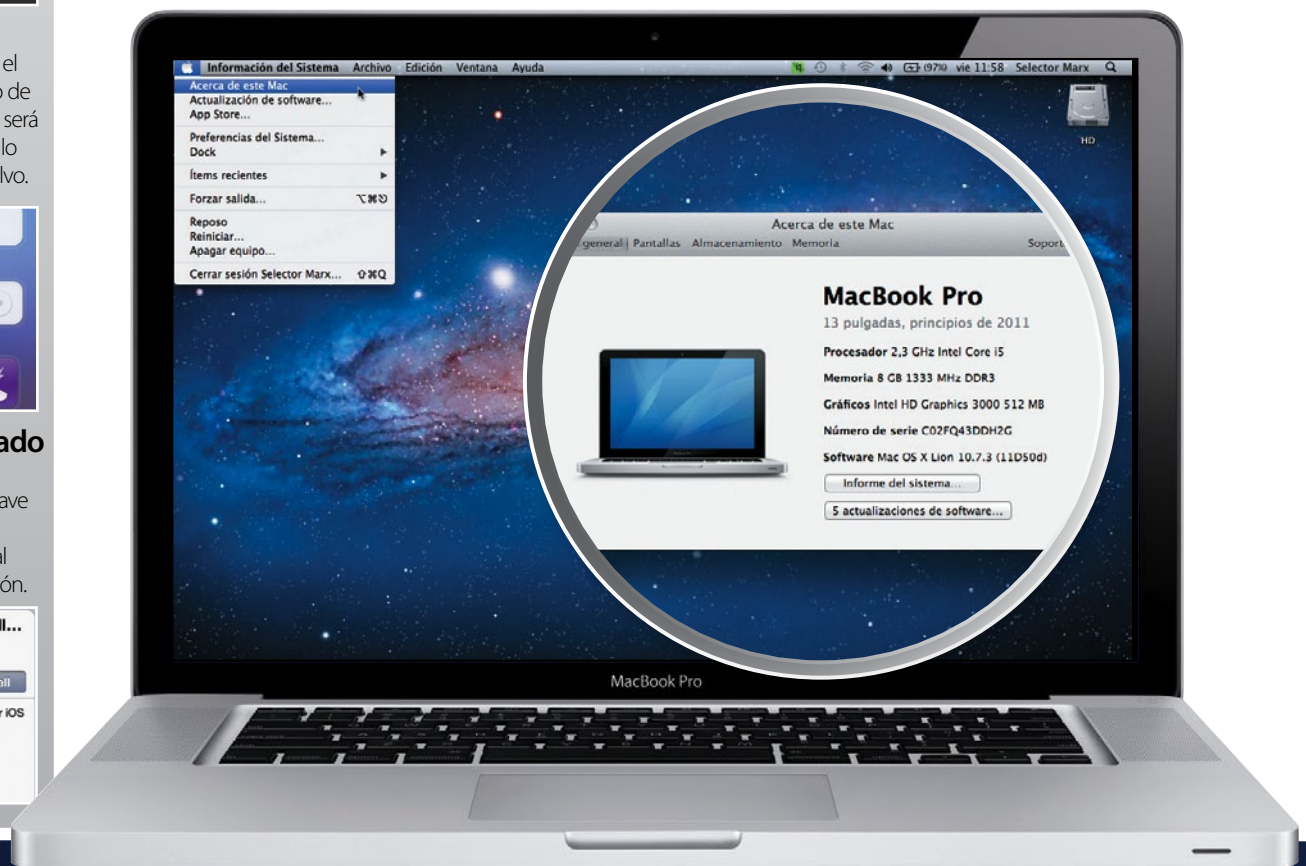 el
o de
será
lo
lvo.
ado
ave
al
ón.
ll...
all
r iOS
Información del Sistema Archivo Edición Ventana Ayuda
(97%) vie 11:58 Selector Marx
Acerca de este Mac
Actualización de software...
App Store...
Preferencias del Sistema...
Dock
Ítems recientes
Forzar salida... ⌥⌘⎋
Reposo
Reiniciar...
Apagar equipo...
Cerrar sesión Selector Marx... ⇧⌘Q
HD
Acerca de este Mac
general Pantallas Almacenamiento Memoria Soport
MacBook Pro
13 pulgadas, principios de 2011
Procesador 2,3 GHz Intel Core i5
Memoria 8 GB 1333 MHz DDR3
Gráficos Intel HD Graphics 3000 512 MB
Número de serie C02FQ43DDH2G
Software Mac OS X Lion 10.7.3 (11D50d)
Informe del sistema...
5 actualizaciones de software...
MacBook Pro